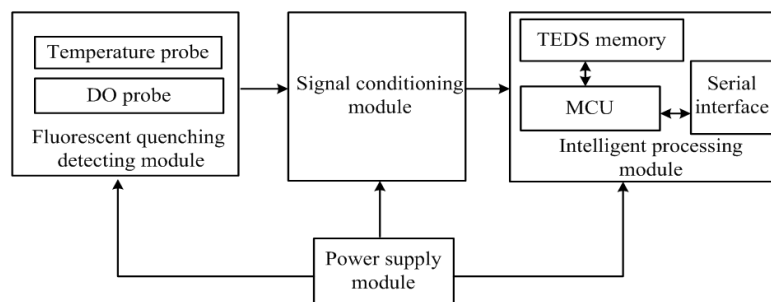 Temperature probe
DO probe
Fluorescent quenching
detecting module
Signal conditioning
module
TEDS memory
MCU
Serial
interface
Intelligent processing
module
Power supply
module